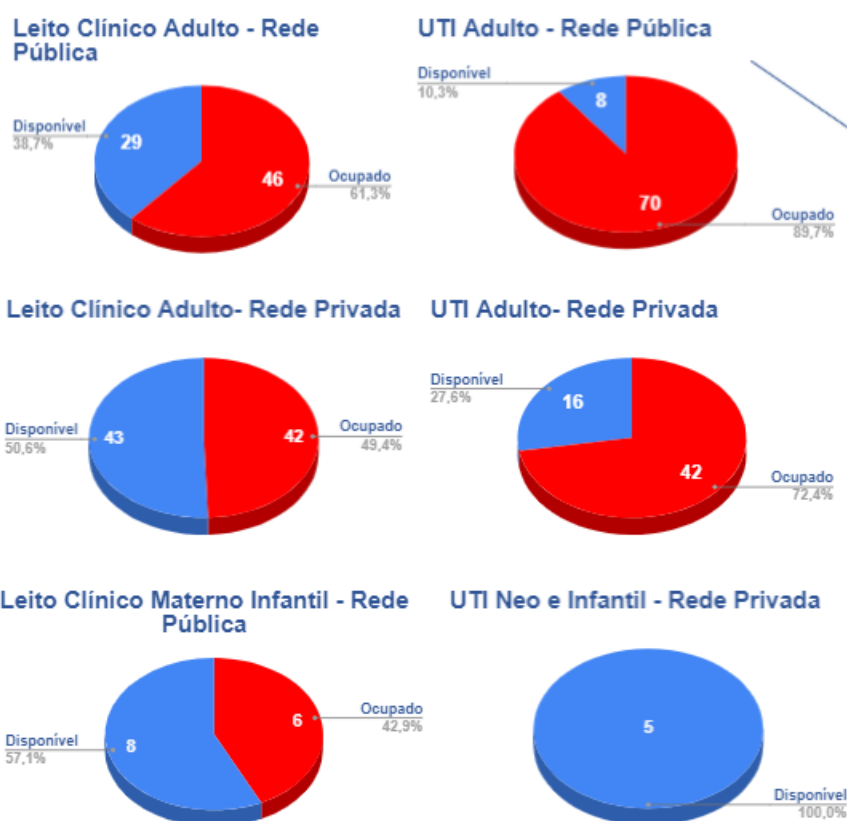 Leito Clínico Adulto - Rede
Pública
Disponível
38,7%
29
46
Ocupado
61,3%
UTI Adulto - Rede Pública
Disponível
10,3%
8
70
Ocupado
89,7%
Leito Clínico Adulto- Rede Privada
Disponível
50,6%
43
42
Ocupado
49,4%
UTI Adulto- Rede Privada
Disponível
27,6%
16
42
Ocupado
72,4%
Leito Clínico Materno Infantil - Rede
Pública
Disponível
57,1%
8
6
Ocupado
42,9%
UTI Neo e Infantil - Rede Privada
5
Disponível
100,0%